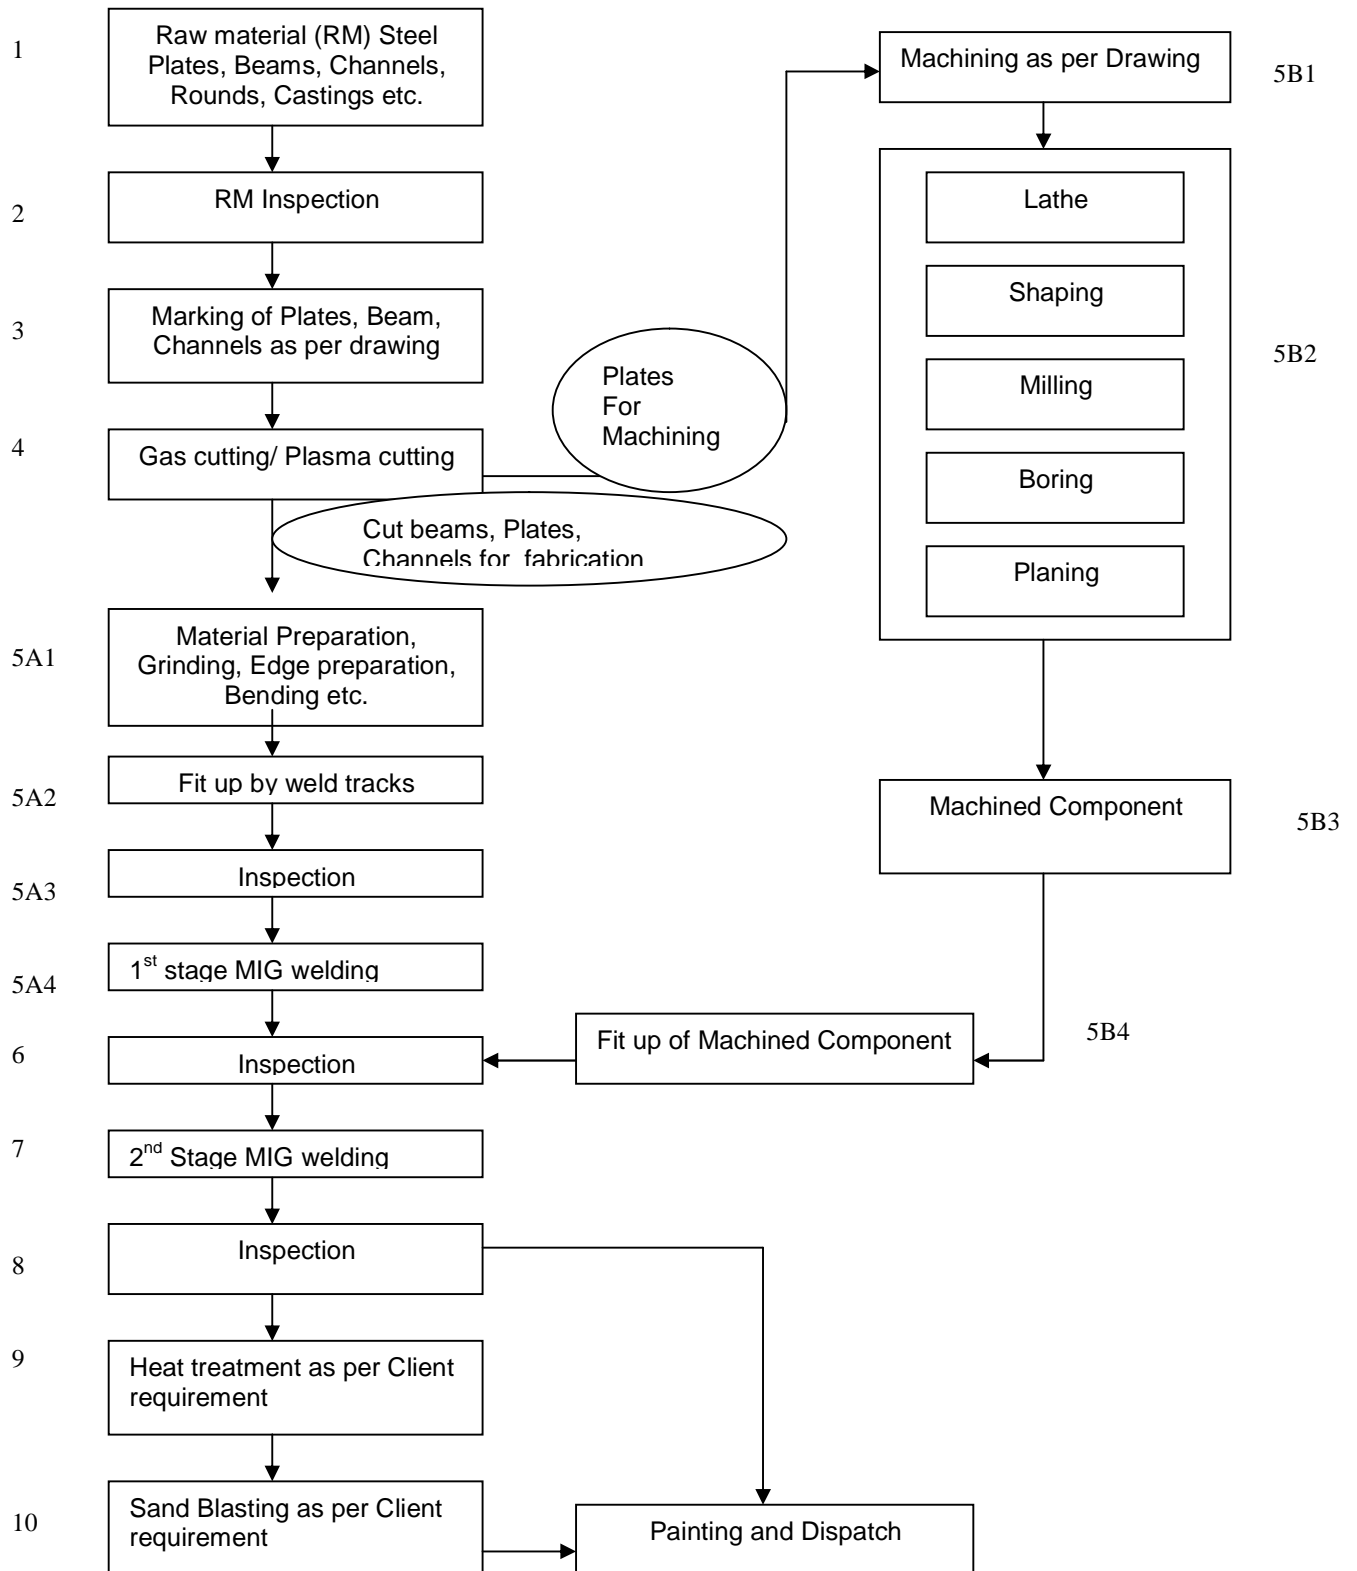 1
Raw material (RM) Steel
Plates, Beams, Channels,
Rounds, Castings etc.
2
RM Inspection
3
Marking of Plates, Beam,
Channels as per drawing
4
Gas cutting/ Plasma cutting
Plates
For
Machining
Cut beams, Plates,
Channels for fabrication
5A1
Material Preparation,
Grinding, Edge preparation,
Bending etc.
5A2
Fit up by weld tracks
5A3
Inspection
5A4
1st stage MIG welding
6
Inspection
7
2nd Stage MIG welding
8
Inspection
9
Heat treatment as per Client
requirement
10
Sand Blasting as per Client
requirement
Machining as per Drawing
5B1
Lathe
Shaping
Milling
Boring
Planing
5B2
Machined Component
5B3
Fit up of Machined Component
5B4
Painting and Dispatch